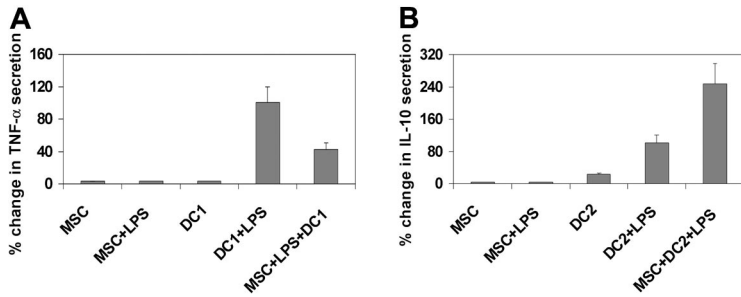 A
% change in TNF-α secretion
160
120
80
40
0
MSC
MSC+LPS
DC1
DC1+LPS
MSC+LPS+DC1
B
% change in IL-10 secretion
320
240
160
80
0
MSC
MSC+LPS
DC2
DC2+LPS
MSC+DC2+LPS